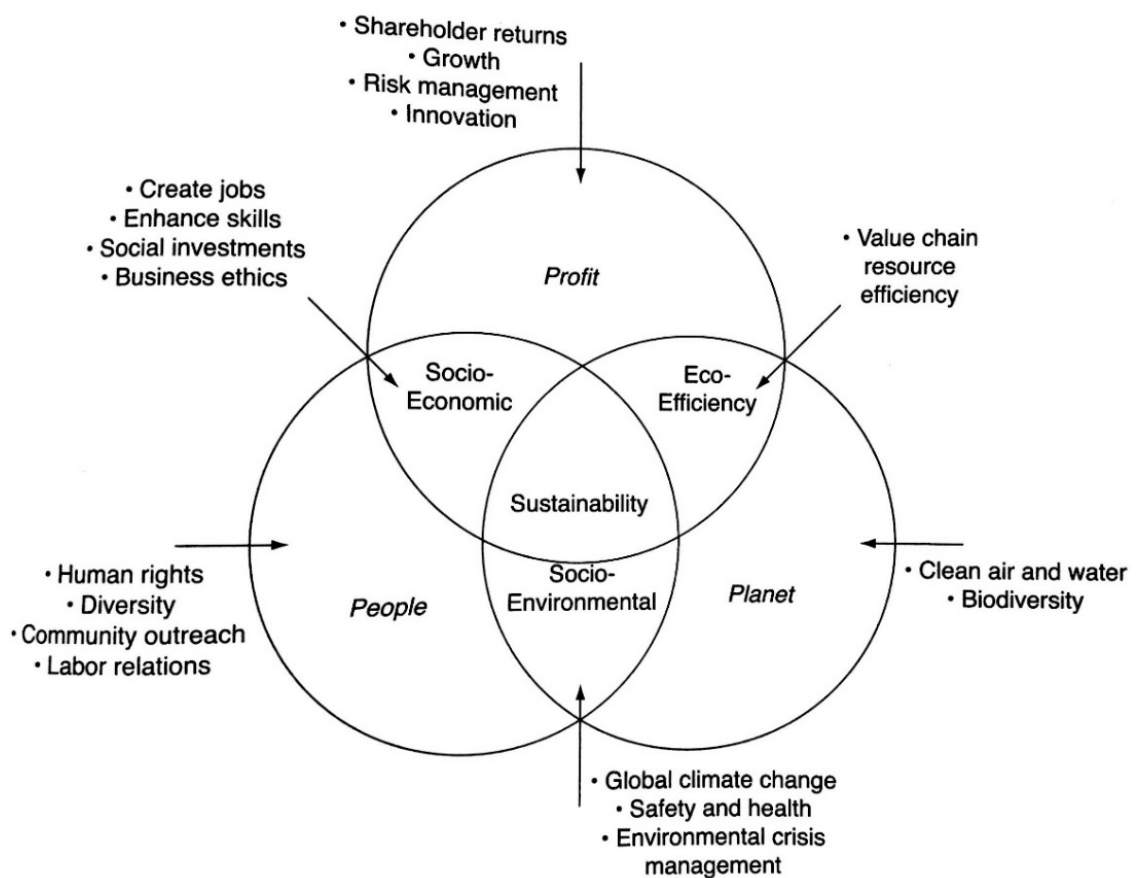 • Shareholder returns
• Growth
• Risk management
• Innovation
• Create jobs
• Enhance skills
• Social investments
• Business ethics
• Value chain
resource
efficiency
Profit
Socio-
Economic
Eco-
Efficiency
Sustainability
• Human rights
• Diversity
• Community outreach
• Labor relations
People
Socio-
Environmental
Planet
• Clean air and water
• Biodiversity
• Global climate change
• Safety and health
• Environmental crisis
management